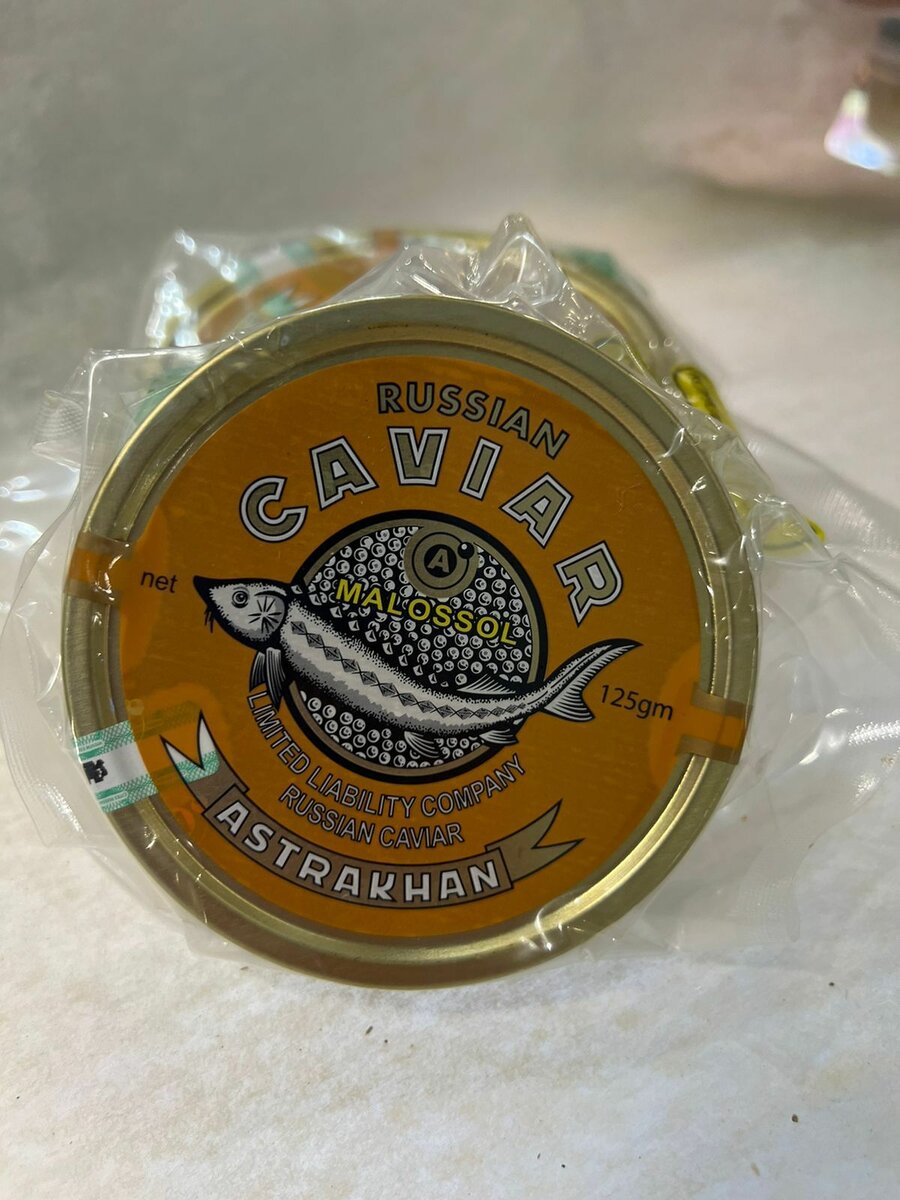 RUSSIAN
CAVIAR
A
MALOSSOL
net
125gm
LIMITED LIABILITY COMPANY
RUSSIAN CAVIAR
ASTRAKHAN